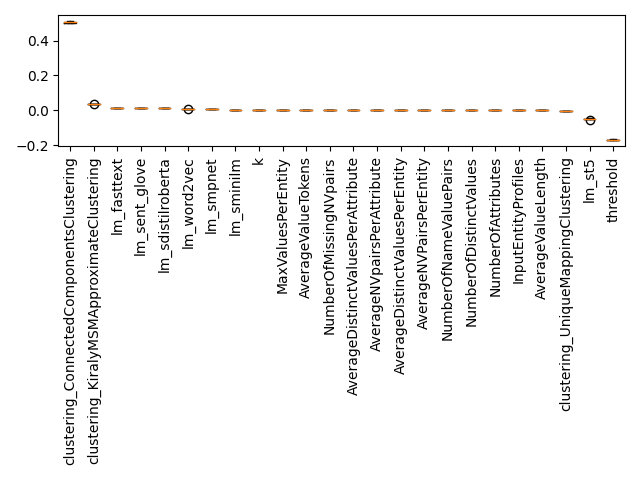 0.4
0.2
0.0
−0.2
clustering_ConnectedComponentsClustering
clustering_KiralyMSMApproximateClustering
lm_fasttext
lm_sent_glove
lm_sdistilroberta
lm_word2vec
lm_smpnet
lm_sminilm
k
MaxValuesPerEntity
AverageValueTokens
NumberOfMissingNVpairs
AverageDistinctValuesPerAttribute
AverageNVpairsPerAttribute
AverageDistinctValuesPerEntity
AverageNVPairsPerEntity
NumberOfNameValuePairs
NumberOfDistinctValues
NumberOfAttributes
InputEntityProfiles
AverageValueLength
clustering_UniqueMappingClustering
lm_st5
threshold